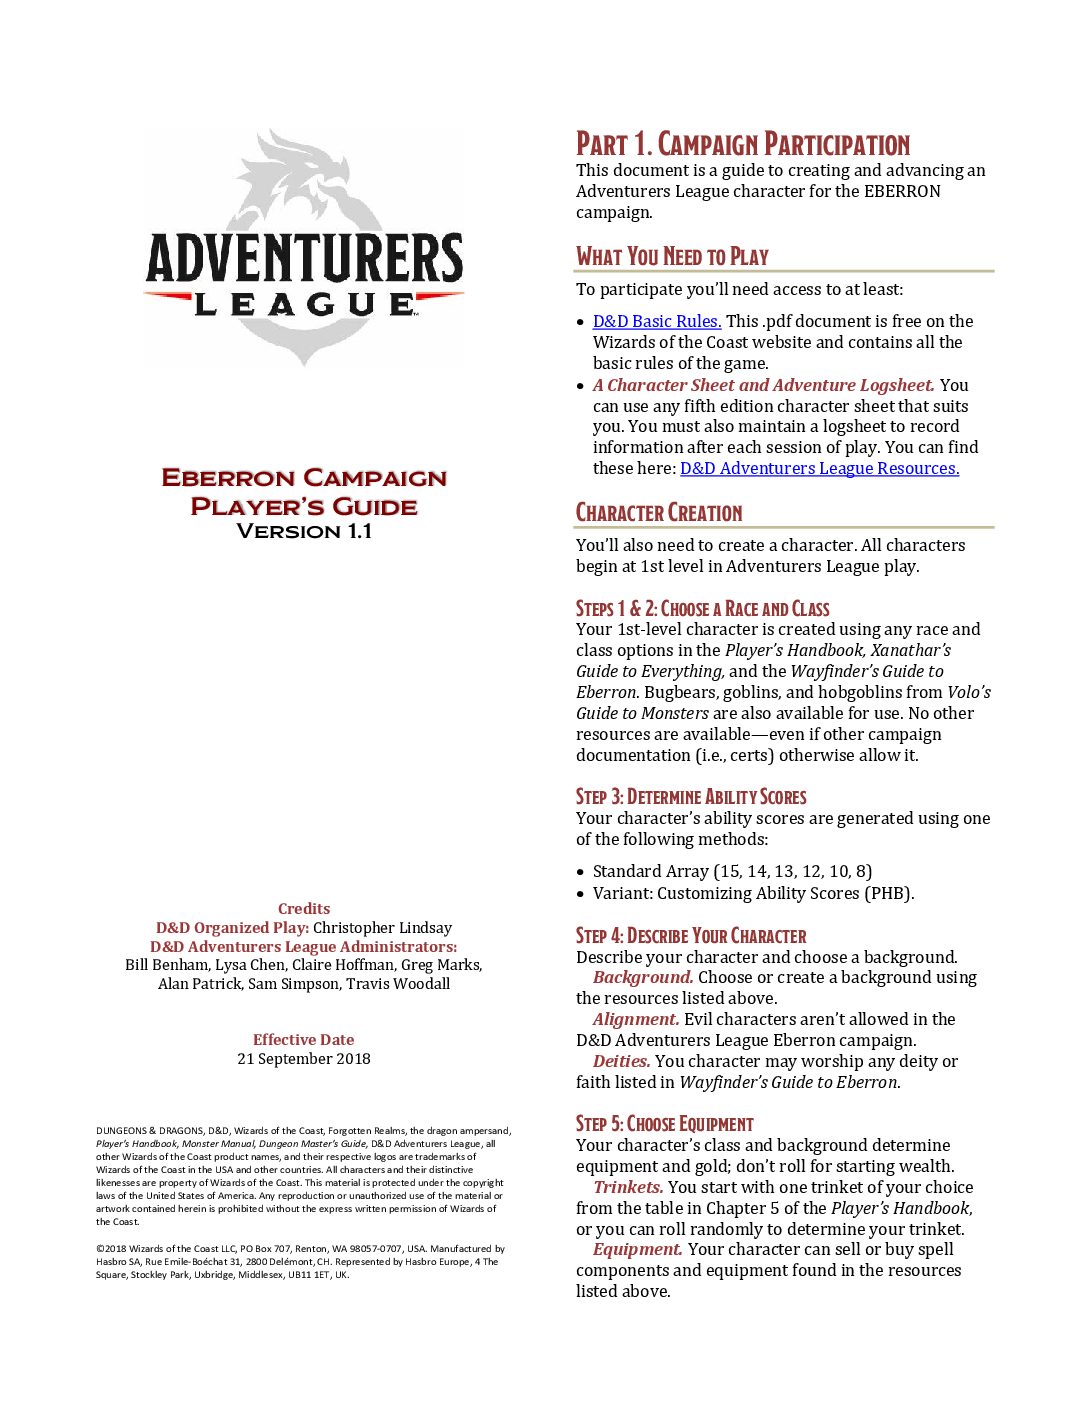 ADVENTURERS
LEAGUE™
Eberron Campaign
Player's Guide
Version 1.1
Credits
D&D Organized Play: Christopher Lindsay
D&D Adventurers League Administrators:
Bill Benham, Lysa Chen, Claire Hoffman, Greg Marks,
Alan Patrick, Sam Simpson, Travis Woodall
Effective Date
21 September 2018
DUNGEONS & DRAGONS, D&D, Wizards of the Coast, Forgotten Realms, the dragon ampersand,
Player's Handbook, Monster Manual, Dungeon Master's Guide, D&D Adventurers League, all
other Wizards of the Coast product names, and their respective logos are trademarks of
Wizards of the Coast in the USA and other countries. All characters and their distinctive
likenesses are property of Wizards of the Coast. This material is protected under the copyright
laws of the United States of America. Any reproduction or unauthorized use of the material or
artwork contained herein is prohibited without the express written permission of Wizards of
the Coast.
©2018 Wizards of the Coast LLC, PO Box 707, Renton, WA 98057-0707, USA. Manufactured by
Hasbro SA, Rue Emile-Boéchat 31, 2800 Delémont, CH. Represented by Hasbro Europe, 4 The
Square, Stockley Park, Uxbridge, Middlesex, UB11 1ET, UK.
Part 1. Campaign Participation
This document is a guide to creating and advancing an
Adventurers League character for the EBERRON
campaign.
What You Need to Play
To participate you'll need access to at least:
• D&D Basic Rules. This .pdf document is free on the
Wizards of the Coast website and contains all the
basic rules of the game.
• A Character Sheet and Adventure Logsheet. You
can use any fifth edition character sheet that suits
you. You must also maintain a logsheet to record
information after each session of play. You can find
these here: D&D Adventurers League Resources.
Character Creation
You'll also need to create a character. All characters
begin at 1st level in Adventurers League play.
Steps 1 & 2: Choose a Race and Class
Your 1st-level character is created using any race and
class options in the Player's Handbook, Xanathar's
Guide to Everything, and the Wayfinder's Guide to
Eberron. Bugbears, goblins, and hobgoblins from Volo's
Guide to Monsters are also available for use. No other
resources are available—even if other campaign
documentation (i.e., certs) otherwise allow it.
Step 3: Determine Ability Scores
Your character's ability scores are generated using one
of the following methods:
• Standard Array (15, 14, 13, 12, 10, 8)
• Variant: Customizing Ability Scores (PHB).
Step 4: Describe Your Character
Describe your character and choose a background.
Background. Choose or create a background using
the resources listed above.
Alignment. Evil characters aren't allowed in the
D&D Adventurers League Eberron campaign.
Deities. You character may worship any deity or
faith listed in Wayfinder's Guide to Eberron.
Step 5: Choose Equipment
Your character's class and background determine
equipment and gold; don't roll for starting wealth.
Trinkets. You start with one trinket of your choice
from the table in Chapter 5 of the Player's Handbook,
or you can roll randomly to determine your trinket.
Equipment. Your character can sell or buy spell
components and equipment found in the resources
listed above.